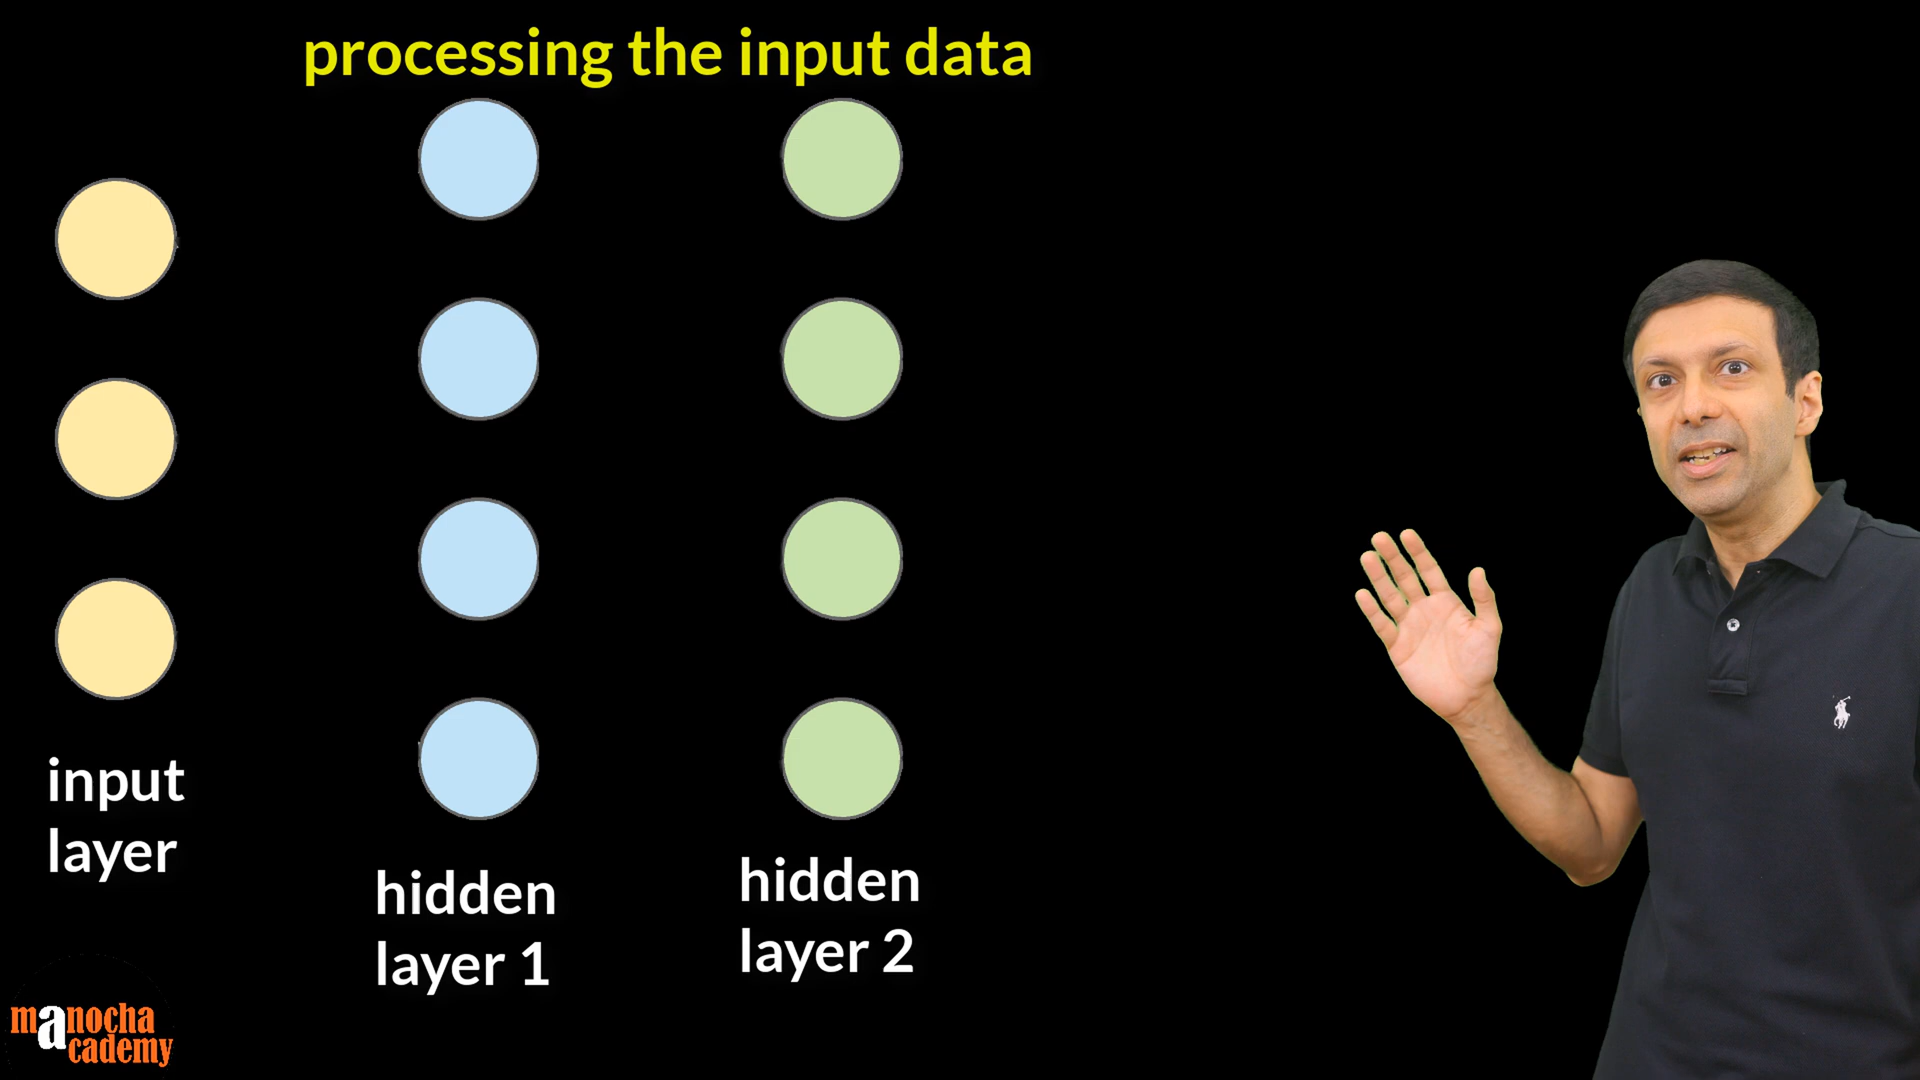 processing the input data
input
layer
hidden
layer 1
hidden
layer 2
manocha
academy